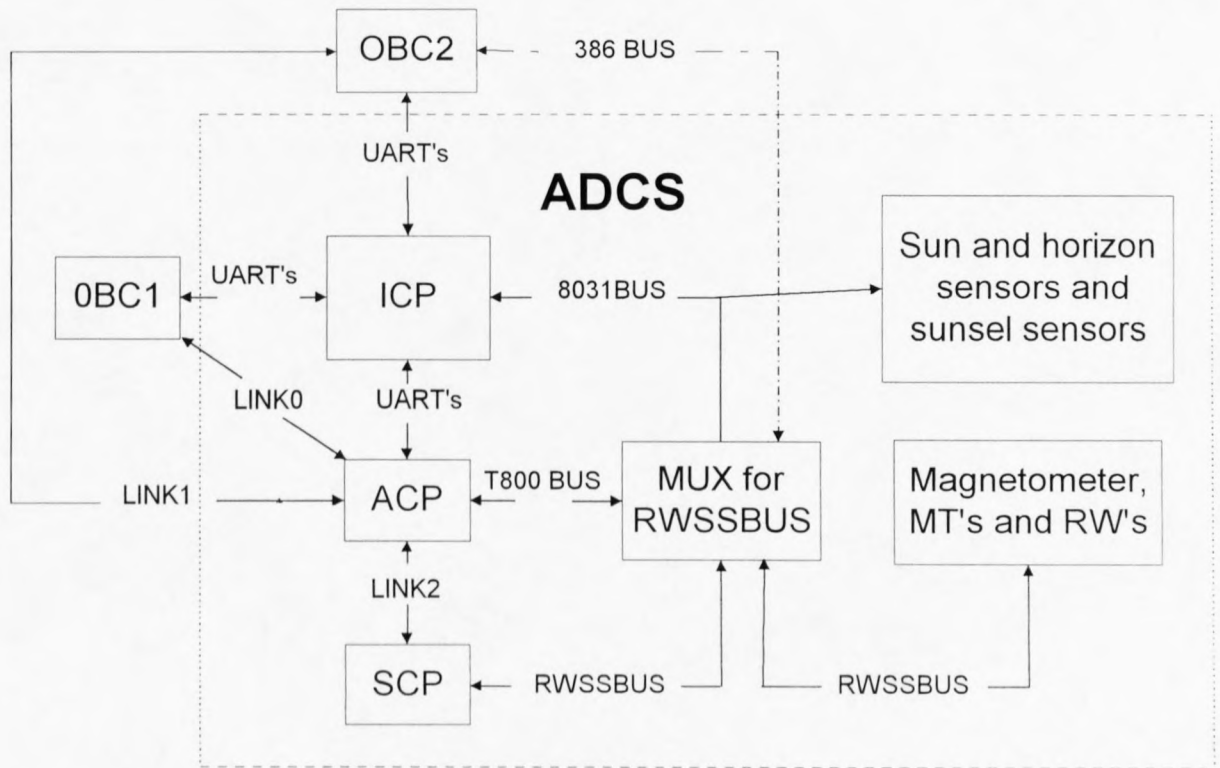 OBC2
386 BUS
UART's
ADCS
Sun and horizon
sensors and
sunsel sensors
0BC1
UART's
ICP
8031BUS
LINK0
UART's
LINK1
ACP
T800 BUS
MUX for
RWSSBUS
Magnetometer,
MT's and RW's
LINK2
SCP
RWSSBUS
RWSSBUS